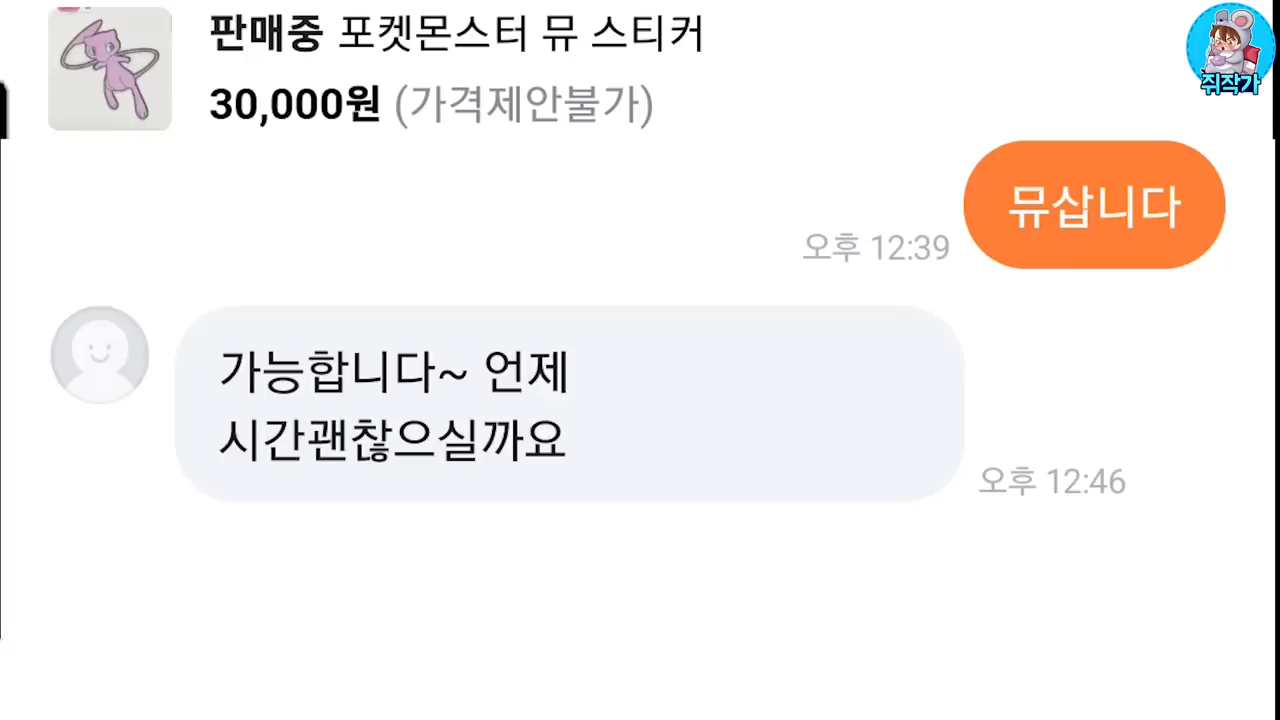 판매중 포켓몬스터 뮤 스티커
30,000원 (가격제안불가)
쥐작가
뮤삽니다
오후 12:39
가능합니다~ 언제
시간괜찮으실까요
오후 12:46